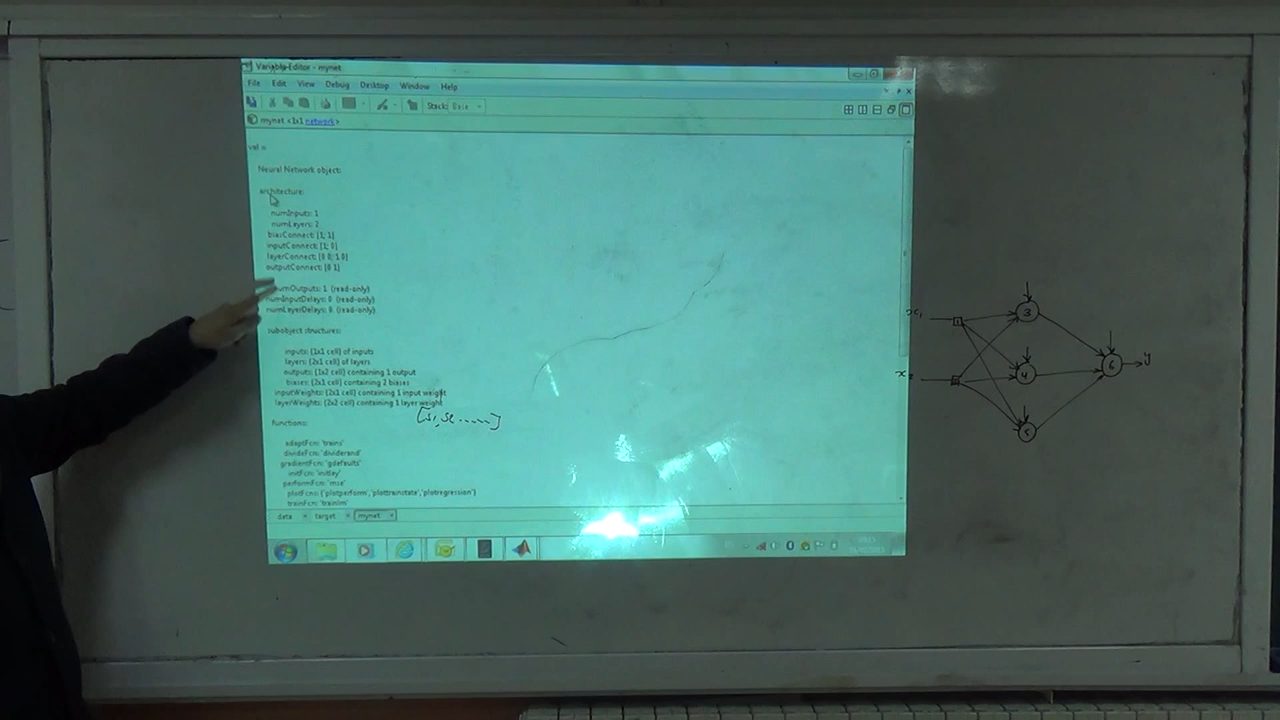 Variable Editor - mynet
File Edit View Debug Desktop Window Help
Stack: Base
mynet <1x1 network>
val =
Neural Network object:
architecture:
numInputs: 1
numLayers: 2
biasConnect: [1; 1]
inputConnect: [1; 0]
layerConnect: [0 0; 1 0]
outputConnect: [0 1]
numOutputs: 1 (read-only)
numInputDelays: 0 (read-only)
numLayerDelays: 0 (read-only)
subobject structures:
inputs: {1x1 cell} of inputs
layers: {2x1 cell} of layers
outputs: {1x2 cell} containing 1 output
biases: {2x1 cell} containing 2 biases
inputWeights: {2x1 cell} containing 1 input weight
layerWeights: {2x2 cell} containing 1 layer weight
functions:
adaptFcn: 'trains'
divideFcn: 'dividerand'
gradientFcn: 'gdefaults'
initFcn: 'initlay'
performFcn: 'mse'
plotFcns: {'plotperform','plottrainstate','plotregression'}
trainFcn: 'trainlm'
data target mynet
3
4
5
6
y